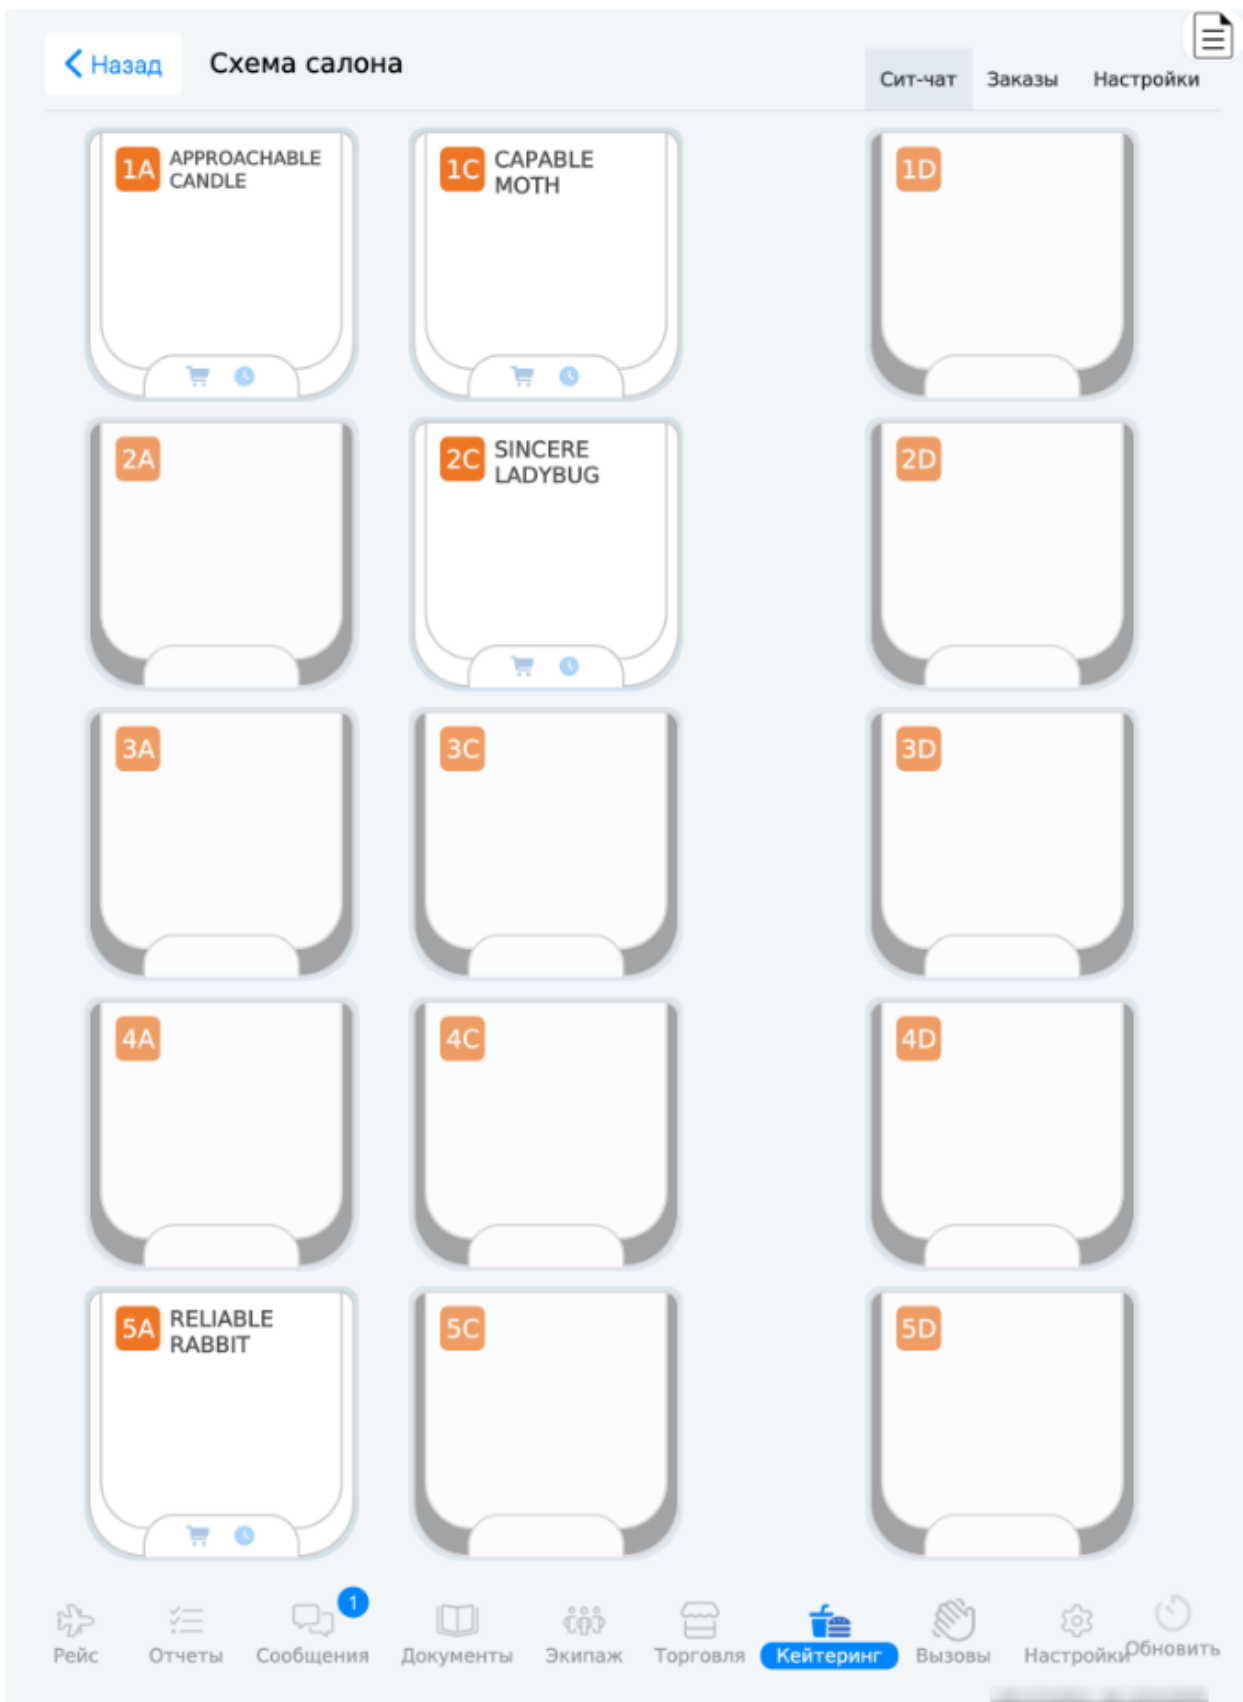 Назад
Схема салона
Сит-чат
Заказы
Настройки
1A
APPROACHABLE
CANDLE
1C
CAPABLE
MOTH
1D
2A
2C
SINCERE
LADYBUG
2D
3A
3C
3D
4A
4C
4D
5A
RELIABLE
RABBIT
5C
5D
1
Рейс
Отчеты
Сообщения
Документы
Экипаж
Торговля
Кейтеринг
Вызовы
Настройки
Обновить